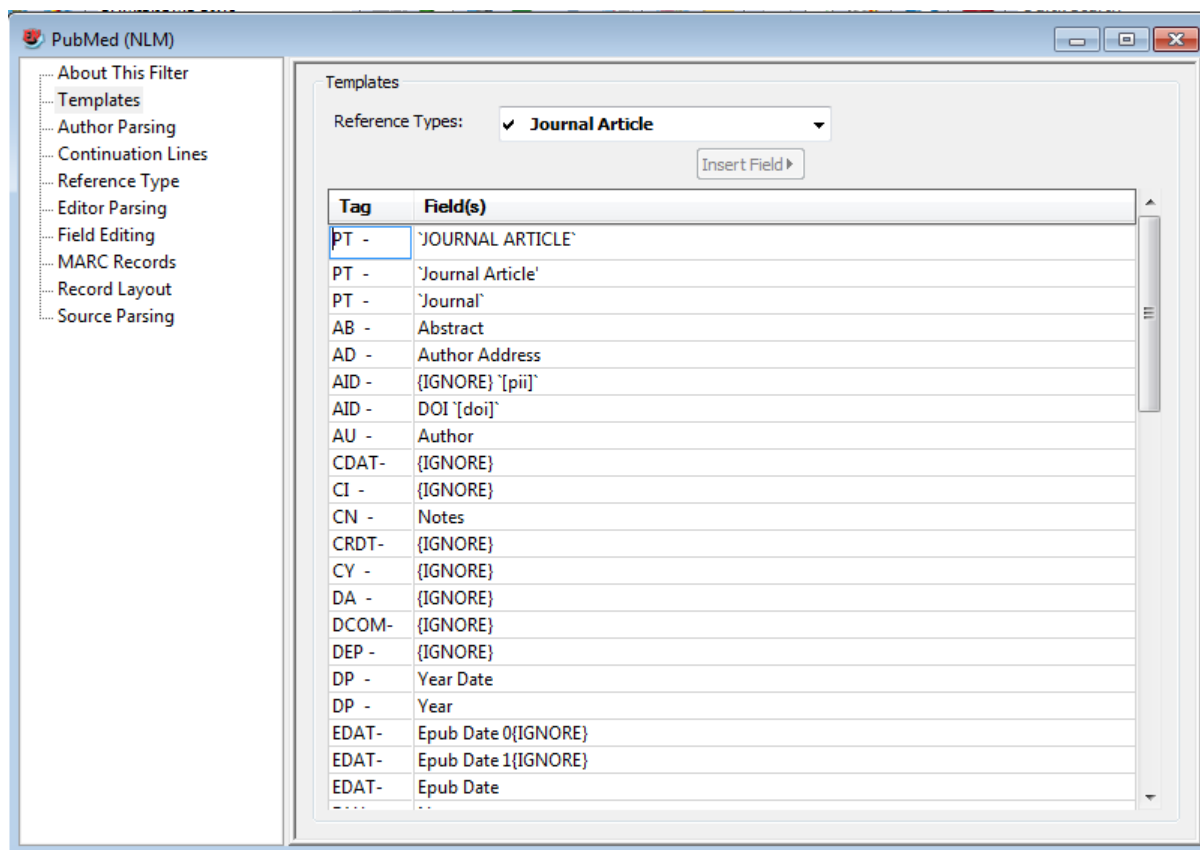 PubMed (NLM)
About This Filter
Templates
Author Parsing
Continuation Lines
Reference Type
Editor Parsing
Field Editing
MARC Records
Record Layout
Source Parsing
Templates
Reference Types: ✓ Journal Article
Insert Field
Tag Field(s)
PT - `JOURNAL ARTICLE`
PT - `Journal Article'
PT - `Journal`
AB - Abstract
AD - Author Address
AID - {IGNORE} `[pii]`
AID - DOI `[doi]`
AU - Author
CDAT- {IGNORE}
CI - {IGNORE}
CN - Notes
CRDT- {IGNORE}
CY - {IGNORE}
DA - {IGNORE}
DCOM- {IGNORE}
DEP - {IGNORE}
DP - Year Date
DP - Year
EDAT- Epub Date 0{IGNORE}
EDAT- Epub Date 1{IGNORE}
EDAT- Epub Date